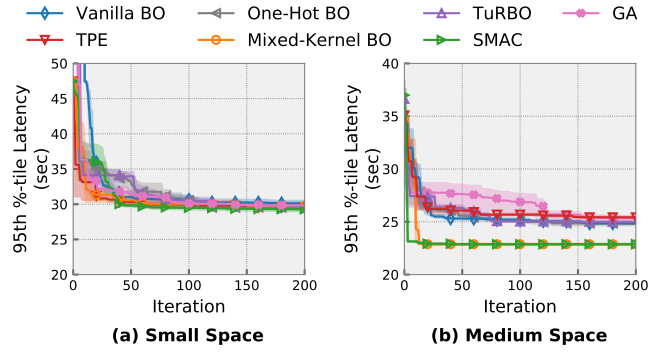 Vanilla BO One-Hot BO TuRBO GA
TPE Mixed-Kernel BO SMAC
95th %-tile Latency
(sec)
50
45
40
35
30
25
20
0 50 100 150 200
Iteration
(a) Small Space
95th %-tile Latency
(sec)
40
35
30
25
20
0 50 100 150 200
Iteration
(b) Medium Space